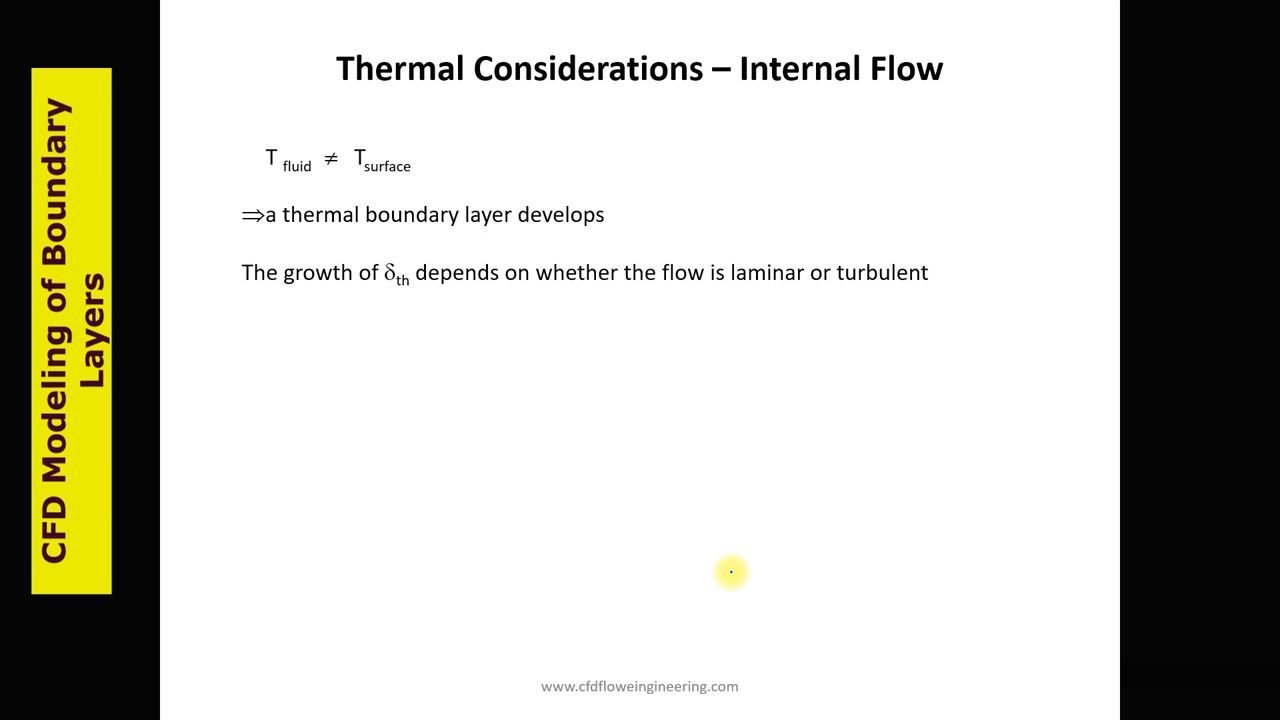 CFD Modeling of Boundary
Layers
Thermal Considerations – Internal Flow
T fluid ≠ Tsurface
⇒a thermal boundary layer develops
The growth of δth depends on whether the flow is laminar or turbulent
www.cfdfloweingineering.com